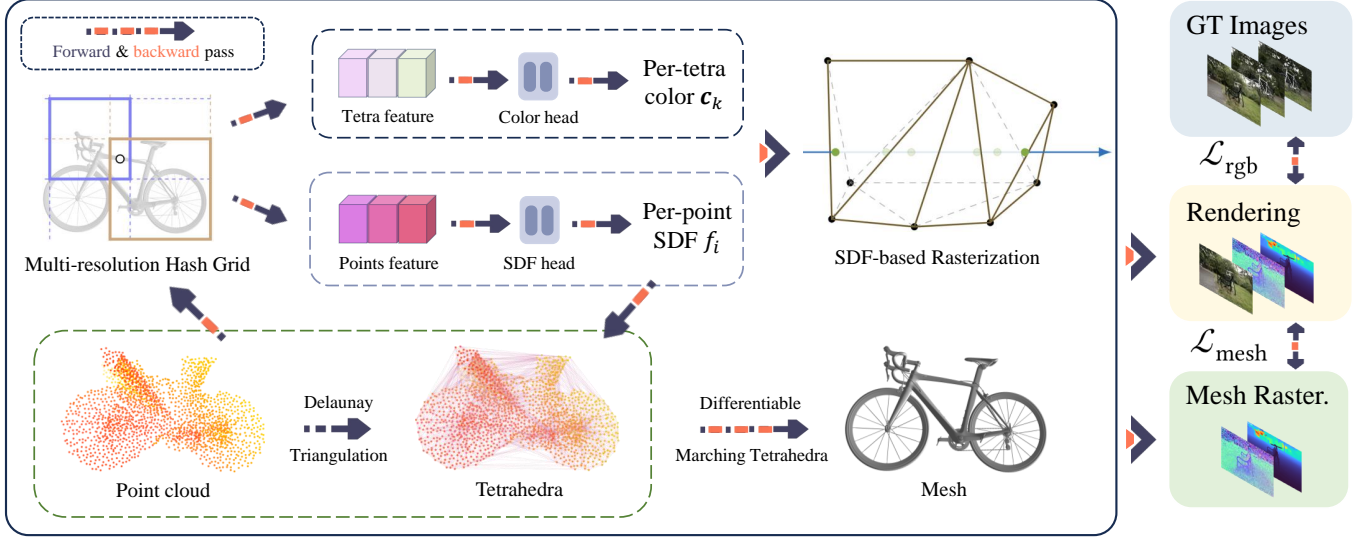 Forward & backward pass
Multi-resolution Hash Grid
Tetra feature
Color head
Per-tetra
color c_k
Points feature
SDF head
Per-point
SDF f_i
SDF-based Rasterization
Point cloud
Delaunay
Triangulation
Tetrahedra
Differentiable
Marching Tetrahedra
Mesh
GT Images
ℒ_rgb
Rendering
ℒ_mesh
Mesh Raster.